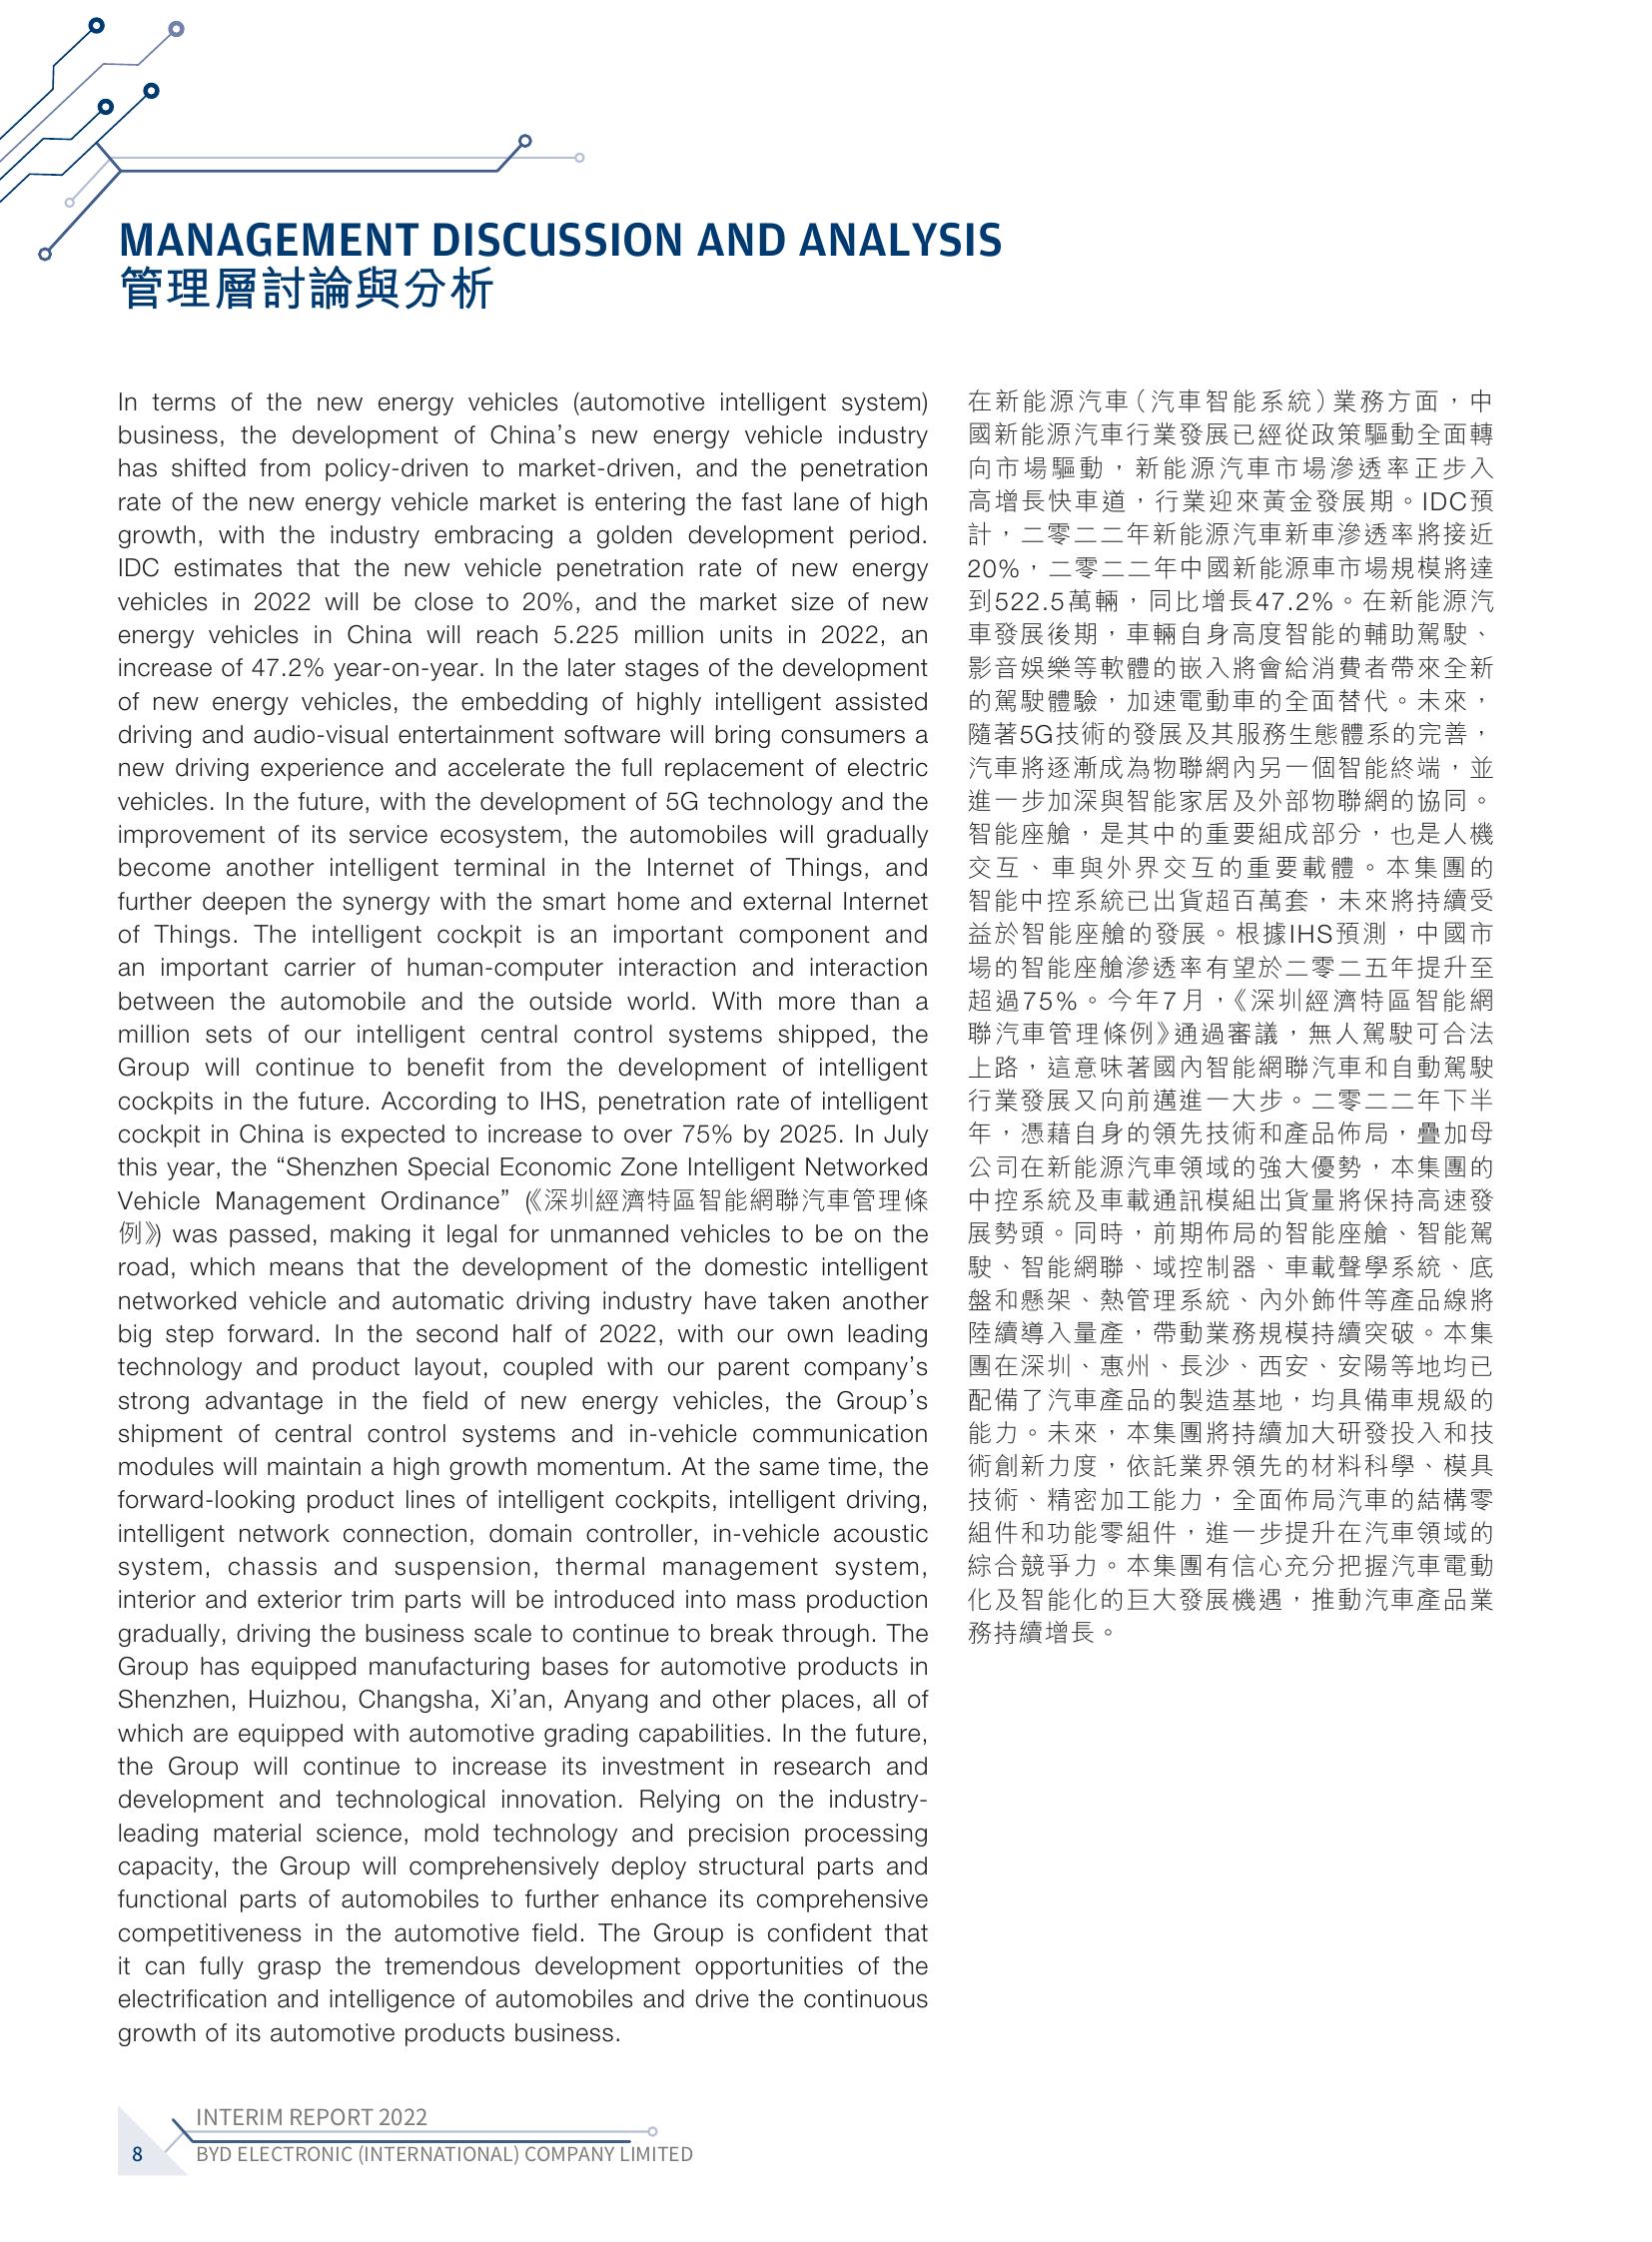 MANAGEMENT DISCUSSION AND ANALYSIS
管理層討論與分析
In terms of the new energy vehicles (automotive intelligent system)
business, the development of China’s new energy vehicle industry
has shifted from policy-driven to market-driven, and the penetration
rate of the new energy vehicle market is entering the fast lane of high
growth, with the industry embracing a golden development period.
IDC estimates that the new vehicle penetration rate of new energy
vehicles in 2022 will be close to 20%, and the market size of new
energy vehicles in China will reach 5.225 million units in 2022, an
increase of 47.2% year-on-year. In the later stages of the development
of new energy vehicles, the embedding of highly intelligent assisted
driving and audio-visual entertainment software will bring consumers a
new driving experience and accelerate the full replacement of electric
vehicles. In the future, with the development of 5G technology and the
improvement of its service ecosystem, the automobiles will gradually
become another intelligent terminal in the Internet of Things, and
further deepen the synergy with the smart home and external Internet
of Things. The intelligent cockpit is an important component and
an important carrier of human-computer interaction and interaction
between the automobile and the outside world. With more than a
million sets of our intelligent central control systems shipped, the
Group will continue to benefit from the development of intelligent
cockpits in the future. According to IHS, penetration rate of intelligent
cockpit in China is expected to increase to over 75% by 2025. In July
this year, the “Shenzhen Special Economic Zone Intelligent Networked
Vehicle Management Ordinance” (《深圳經濟特區智能網聯汽車管理條
例》) was passed, making it legal for unmanned vehicles to be on the
road, which means that the development of the domestic intelligent
networked vehicle and automatic driving industry have taken another
big step forward. In the second half of 2022, with our own leading
technology and product layout, coupled with our parent company’s
strong advantage in the field of new energy vehicles, the Group’s
shipment of central control systems and in-vehicle communication
modules will maintain a high growth momentum. At the same time, the
forward-looking product lines of intelligent cockpits, intelligent driving,
intelligent network connection, domain controller, in-vehicle acoustic
system, chassis and suspension, thermal management system,
interior and exterior trim parts will be introduced into mass production
gradually, driving the business scale to continue to break through. The
Group has equipped manufacturing bases for automotive products in
Shenzhen, Huizhou, Changsha, Xi’an, Anyang and other places, all of
which are equipped with automotive grading capabilities. In the future,
the Group will continue to increase its investment in research and
development and technological innovation. Relying on the industry-
leading material science, mold technology and precision processing
capacity, the Group will comprehensively deploy structural parts and
functional parts of automobiles to further enhance its comprehensive
competitiveness in the automotive field. The Group is confident that
it can fully grasp the tremendous development opportunities of the
electrification and intelligence of automobiles and drive the continuous
growth of its automotive products business.
在新能源汽車（汽車智能系統）業務方面，中
國新能源汽車行業發展已經從政策驅動全面轉
向市場驅動，新能源汽車市場滲透率正步入
高增長快車道，行業迎來黃金發展期。IDC預
計，二零二二年新能源汽車新車滲透率將接近
20%，二零二二年中國新能源車市場規模將達
到522.5萬輛，同比增長47.2%。在新能源汽
車發展後期，車輛自身高度智能的輔助駕駛、
影音娛樂等軟體的嵌入將會給消費者帶來全新
的駕駛體驗，加速電動車的全面替代。未來，
隨著5G技術的發展及其服務生態體系的完善，
汽車將逐漸成為物聯網內另一個智能終端，並
進一步加深與智能家居及外部物聯網的協同。
智能座艙，是其中的重要組成部分，也是人機
交互、車與外界交互的重要載體。本集團的
智能中控系統已出貨超百萬套，未來將持續受
益於智能座艙的發展。根據IHS預測，中國市
場的智能座艙滲透率有望於二零二五年提升至
超過75%。今年7月，《深圳經濟特區智能網
聯汽車管理條例》通過審議，無人駕駛可合法
上路，這意味著國內智能網聯汽車和自動駕駛
行業發展又向前邁進一大步。二零二二年下半
年，憑藉自身的領先技術和產品佈局，疊加母
公司在新能源汽車領域的強大優勢，本集團的
中控系統及車載通訊模組出貨量將保持高速發
展勢頭。同時，前期佈局的智能座艙、智能駕
駛、智能網聯、域控制器、車載聲學系統、底
盤和懸架、熱管理系統、內外飾件等產品線將
陸續導入量產，帶動業務規模持續突破。本集
團在深圳、惠州、長沙、西安、安陽等地均已
配備了汽車產品的製造基地，均具備車規級的
能力。未來，本集團將持續加大研發投入和技
術創新力度，依託業界領先的材料科學、模具
技術、精密加工能力，全面佈局汽車的結構零
組件和功能零組件，進一步提升在汽車領域的
綜合競爭力。本集團有信心充分把握汽車電動
化及智能化的巨大發展機遇，推動汽車產品業
務持續增長。
INTERIM REPORT 2022
8
BYD ELECTRONIC (INTERNATIONAL) COMPANY LIMITED